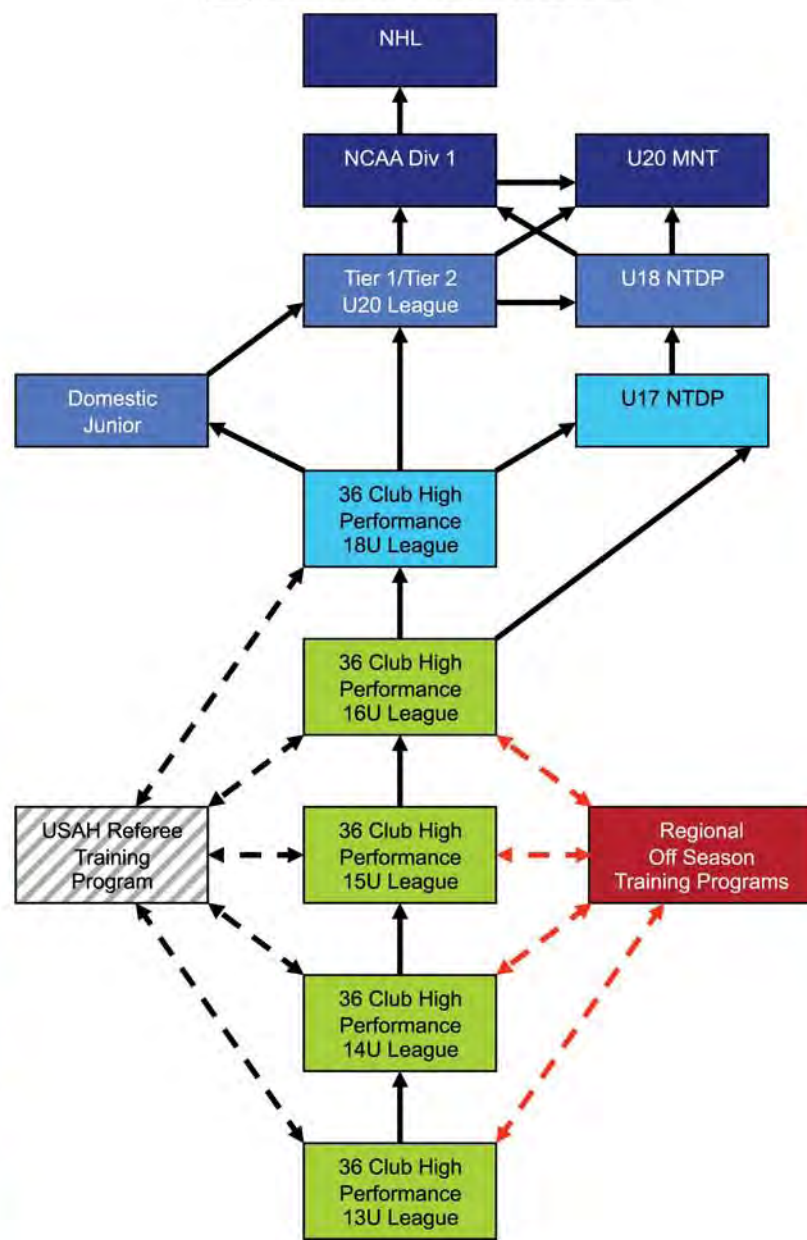 NHL
NCAA Div 1
U20 MNT
Tier 1/Tier 2
U20 League
U18 NTDP
Domestic
Junior
U17 NTDP
36 Club High
Performance
18U League
36 Club High
Performance
16U League
USAH Referee
Training
Program
36 Club High
Performance
15U League
Regional
Off Season
Training Programs
36 Club High
Performance
14U League
36 Club High
Performance
13U League